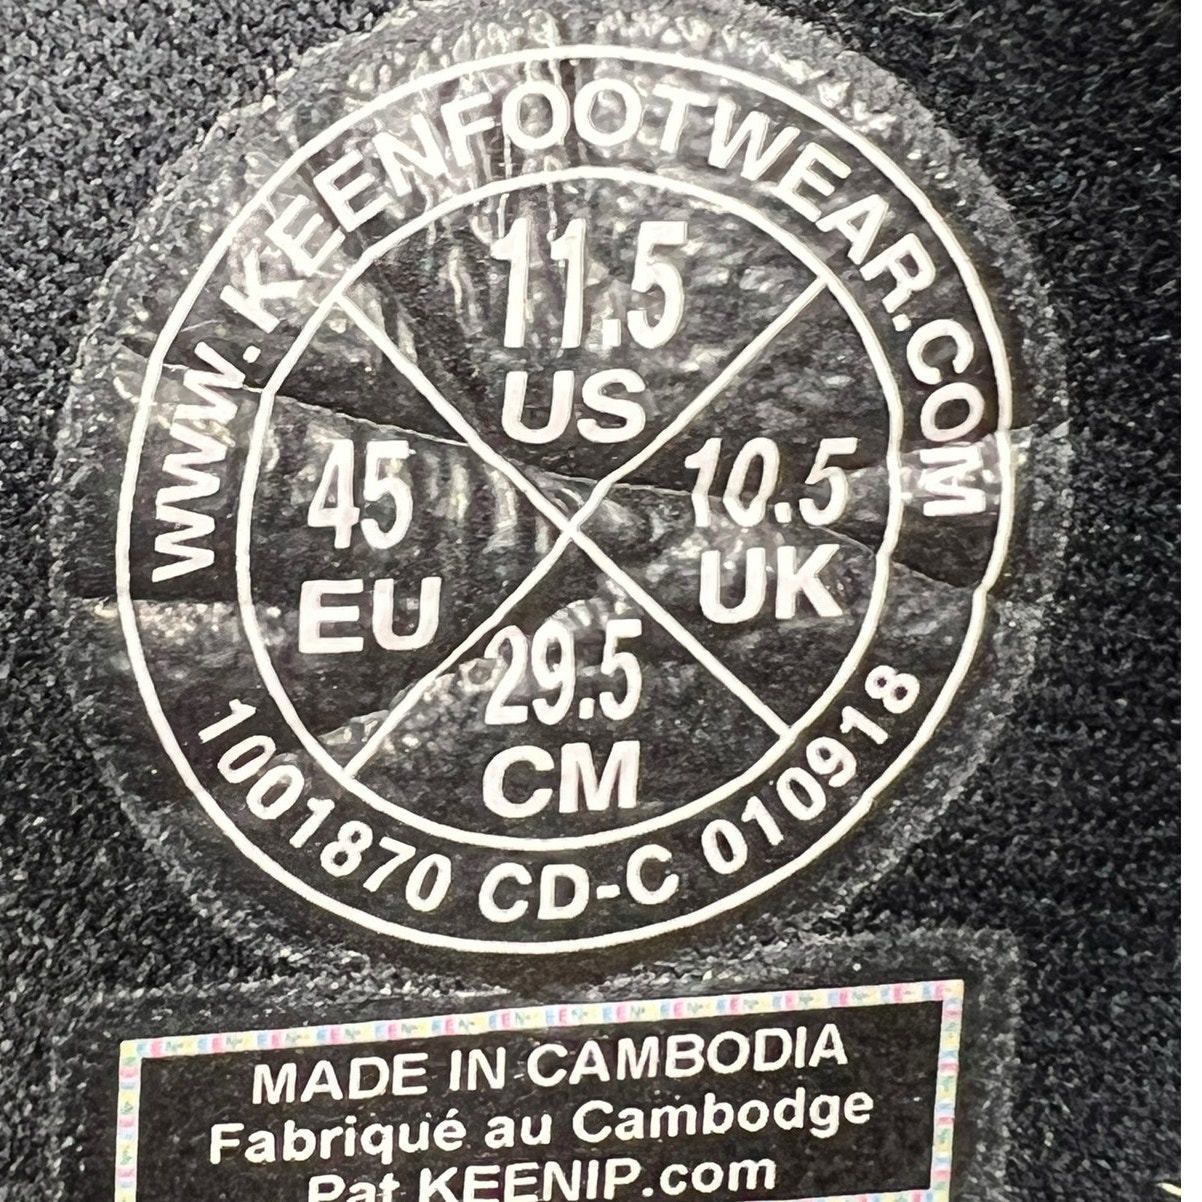 WWW.KEENFOOTWEAR.COM
11.5
US
45
EU
10.5
UK
29.5
CM
1001870 CD-C 010918
MADE IN CAMBODIA
Fabriqué au Cambodge
Pat KEENIP.com